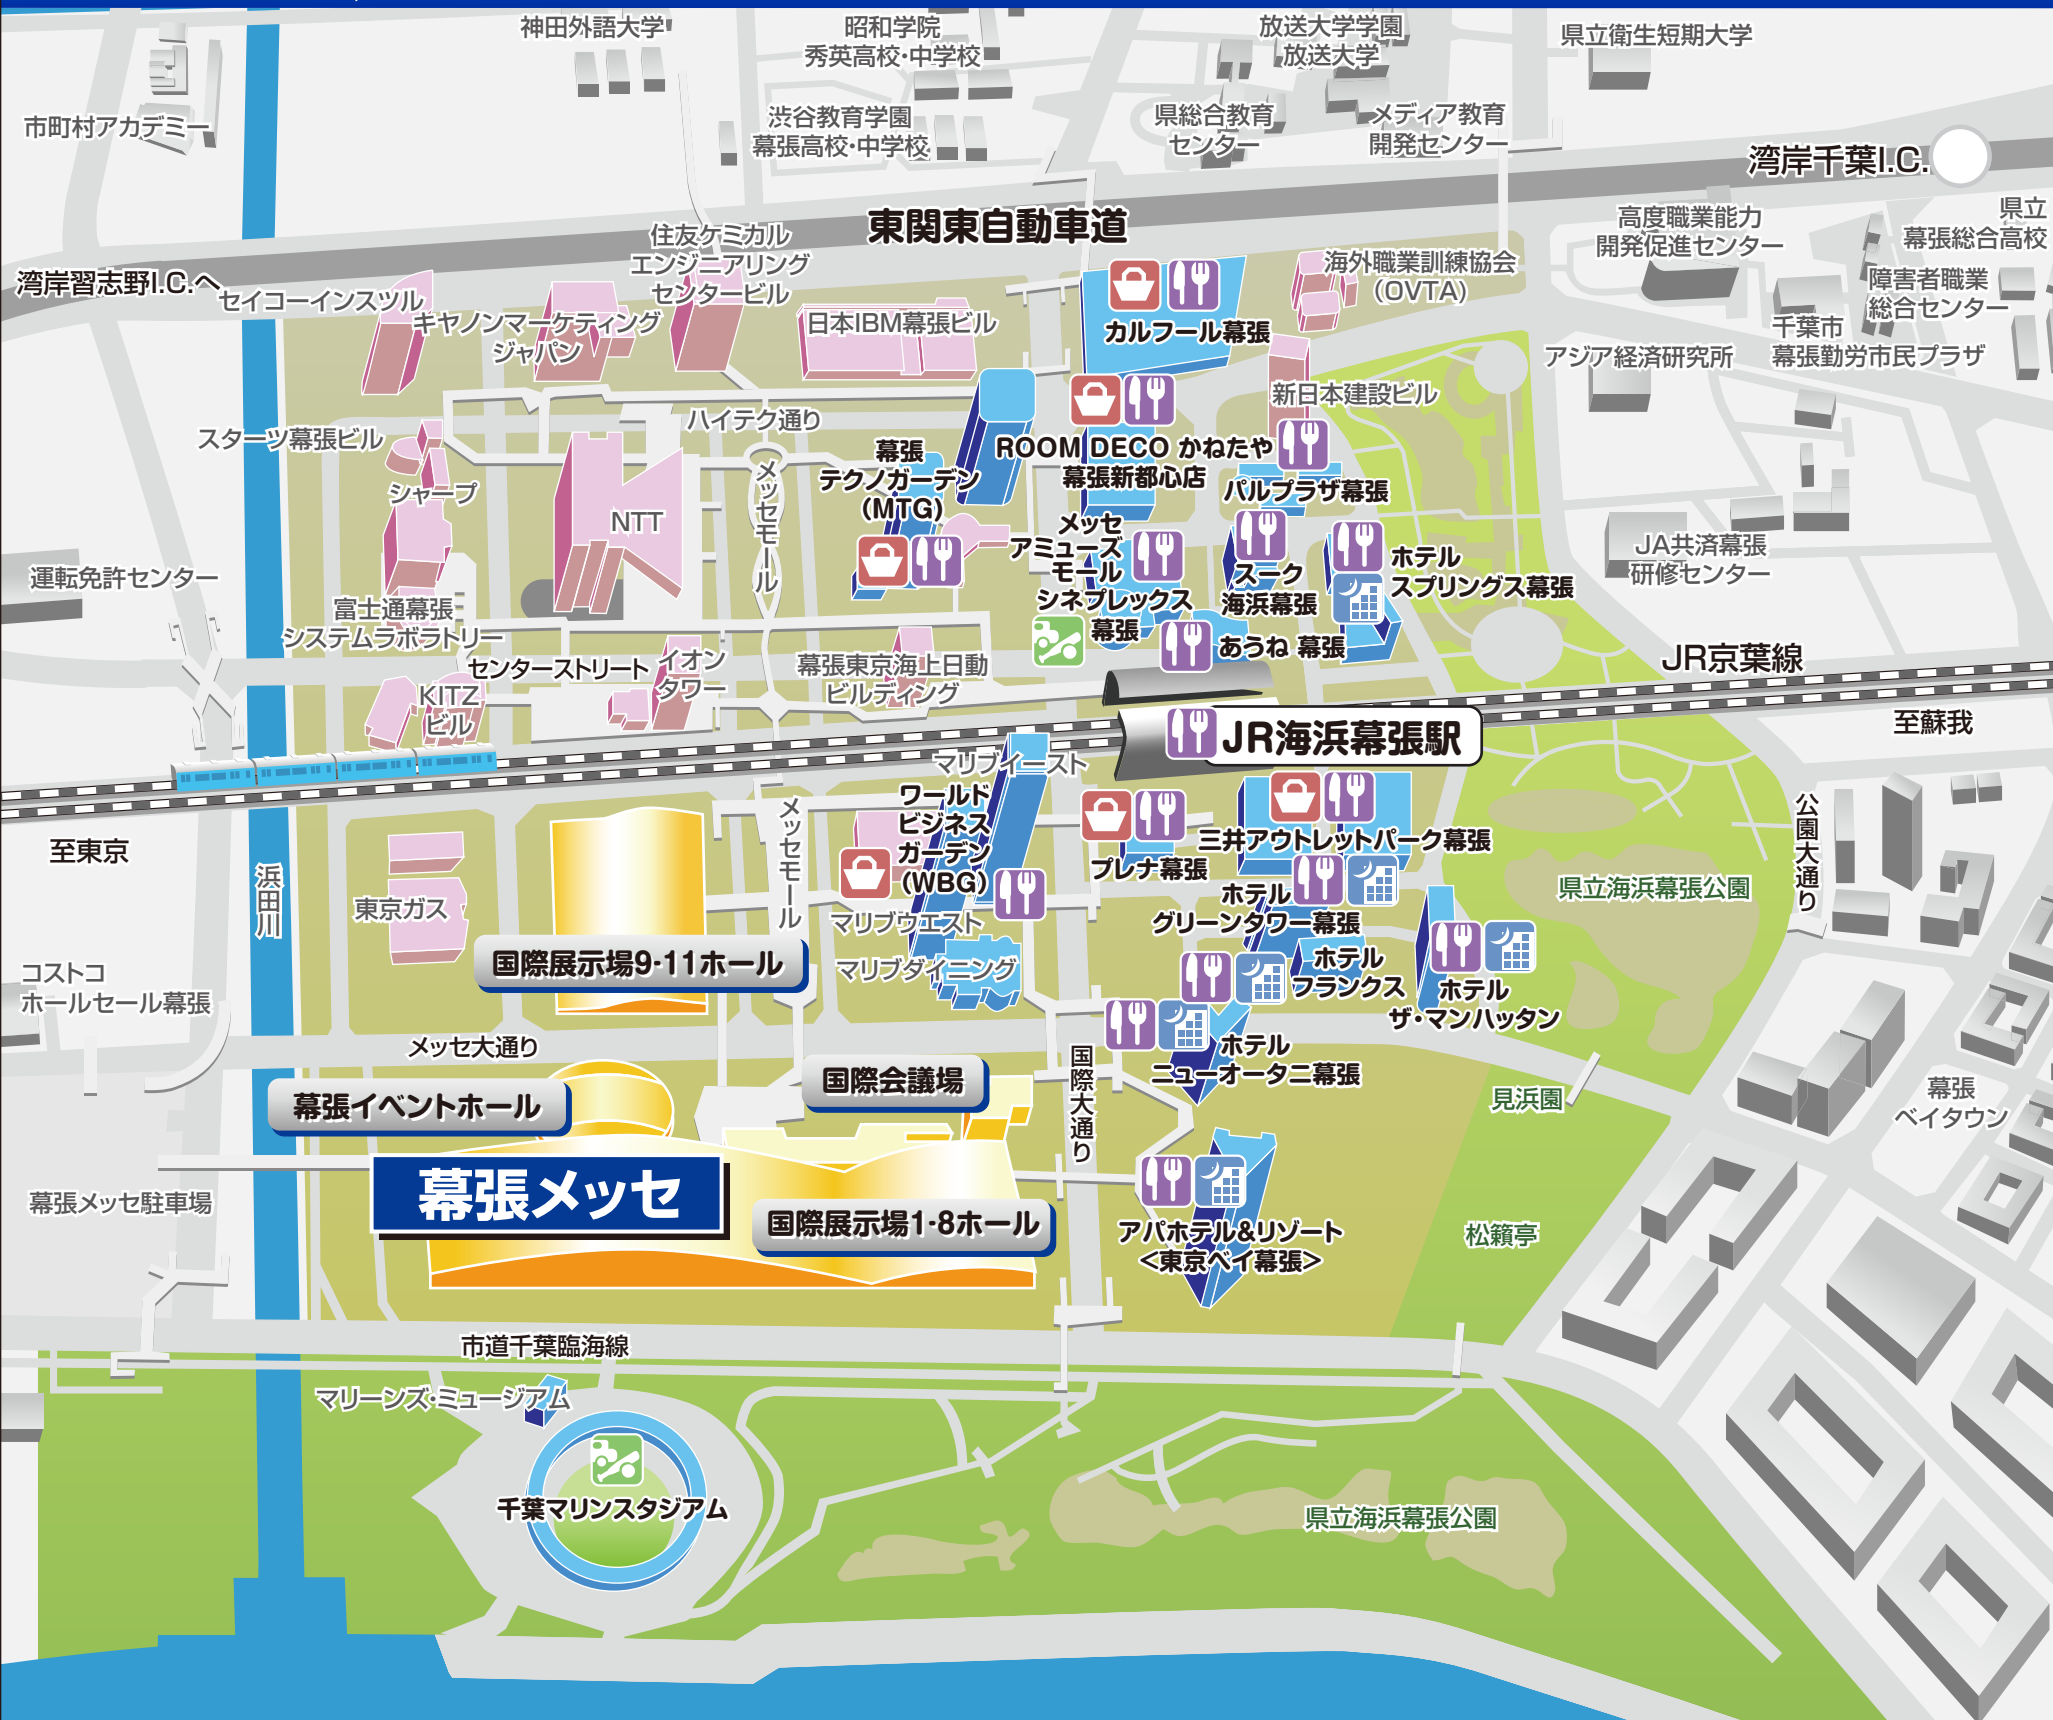 神田外語大学
昭和学院
秀英高校・中学校
放送大学学園
放送大学
県立衛生短期大学
市町村アカデミー
渋谷教育学園
幕張高校・中学校
県総合教育
センター
メディア教育
開発センター
湾岸千葉I.C.
東関東自動車道
高度職業能力
開発促進センター
県立
幕張総合高校
障害者職業
総合センター
千葉市
幕張勤労市民プラザ
アジア経済研究所
湾岸習志野I.C.へ
セイコーインスツル
キヤノンマーケティング
ジャパン
住友ケミカル
エンジニアリング
センタービル
日本IBM幕張ビル
カルフール幕張
海外職業訓練協会
(OVTA)
新日本建設ビル
ハイテク通り
スターツ幕張ビル
シャープ
NTT
メッセモール
幕張
テクノガーデン
(MTG)
ROOM DECO かねたや
幕張新都心店
パルプラザ幕張
メッセ
アミューズ
モール
シネプレックス
幕張
スーク
海浜幕張
ホテル
スプリングス幕張
あうね 幕張
JA共済幕張
研修センター
運転免許センター
富士通幕張
システムラボラトリー
センターストリート
イオン
タワー
幕張東京海上日動
ビルディング
KITZ
ビル
JR京葉線
至蘇我
JR海浜幕張駅
至東京
浜田川
東京ガス
メッセモール
マリブイースト
ワールド
ビジネス
ガーデン
(WBG)
マリブウエスト
マリブダイニング
プレナ幕張
三井アウトレットパーク幕張
ホテル
グリーンタワー幕張
ホテル
フランクス
ホテル
ザ・マンハッタン
ホテル
ニューオータニ幕張
県立海浜幕張公園
公園大通り
コストコ
ホールセール幕張
国際展示場9-11ホール
メッセ大通り
幕張イベントホール
国際会議場
国際大通り
見浜園
幕張
ベイタウン
幕張メッセ
幕張メッセ駐車場
国際展示場1-8ホール
アパホテル&リゾート
<東京ベイ幕張>
松籟亭
市道千葉臨海線
マリーンズ・ミュージアム
千葉マリンスタジアム
県立海浜幕張公園